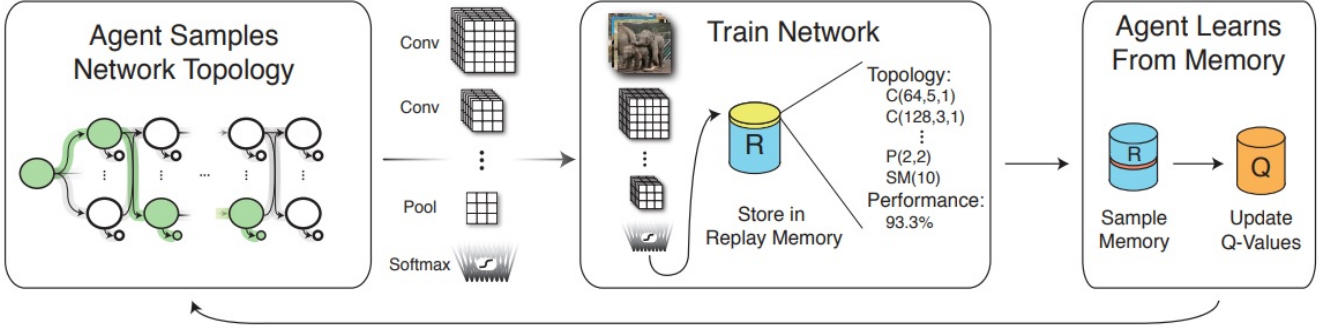 Agent Samples
Network Topology
Conv
Conv
Pool
Softmax
Train Network
R
Store in
Replay Memory
Topology:
C(64,5,1)
C(128,3,1)
P(2,2)
SM(10)
Performance:
93.3%
Agent Learns
From Memory
R
Sample
Memory
Q
Update
Q-Values